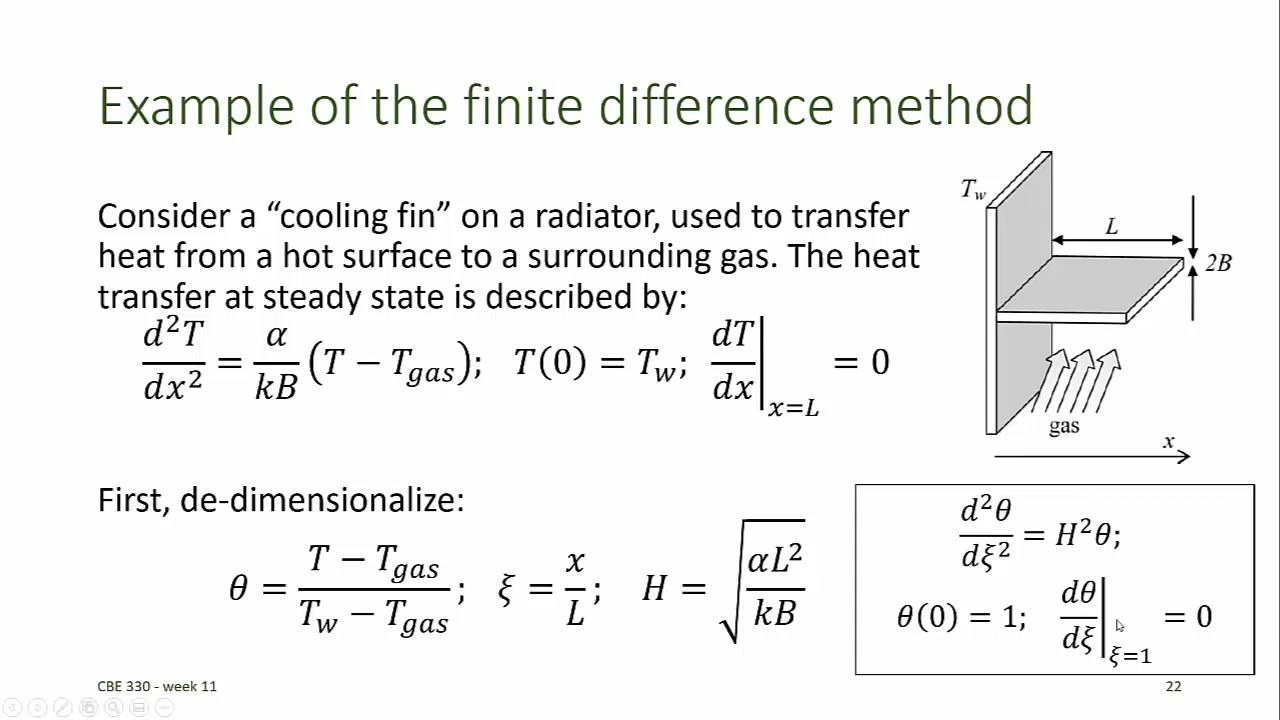 Example of the finite difference method
Consider a “cooling fin” on a radiator, used to transfer
heat from a hot surface to a surrounding gas. The heat
transfer at steady state is described by:
d²T/dx² = α/kB (T − T_gas); T(0) = T_w; dT/dx|_{x=L} = 0
T_w
L
2B
gas
x
First, de-dimensionalize:
θ = (T − T_gas)/(T_w − T_gas); ξ = x/L; H = √(αL²/kB)
d²θ/dξ² = H²θ;
θ(0) = 1; dθ/dξ|_{ξ=1} = 0
CBE 330 - week 11
22